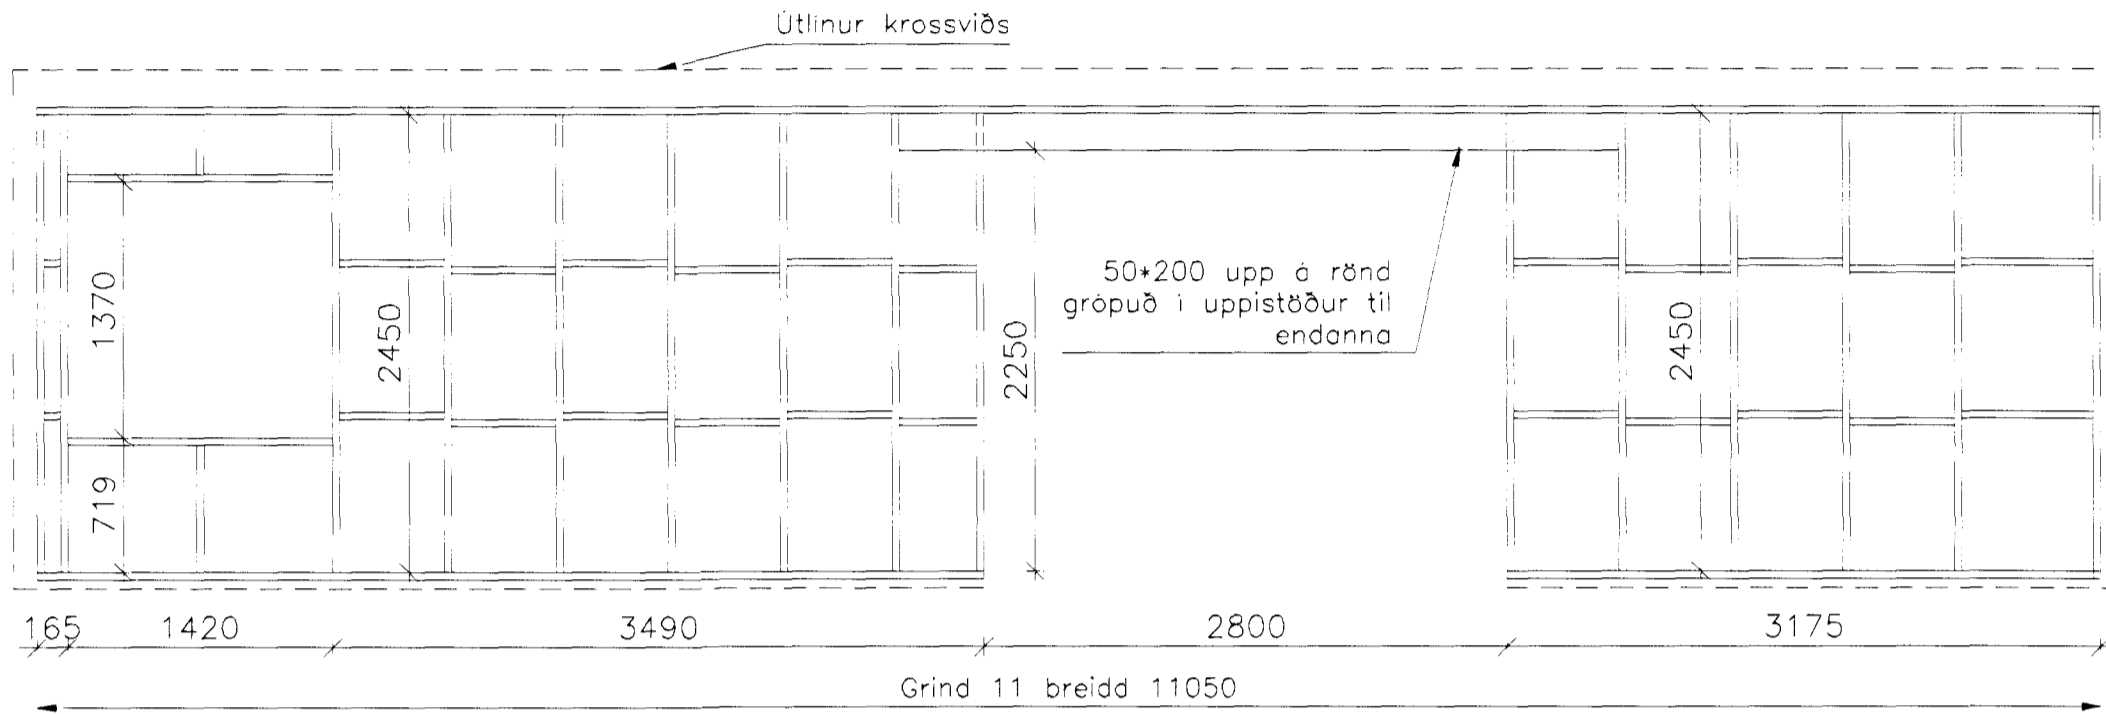 Útlínur krossviðs
1370
2450
719
2250
50*200 upp á rönd
grópuð í uppistöður til
endanna
2450
165
1420
3490
2800
3175
Grind 11 breidd 11050